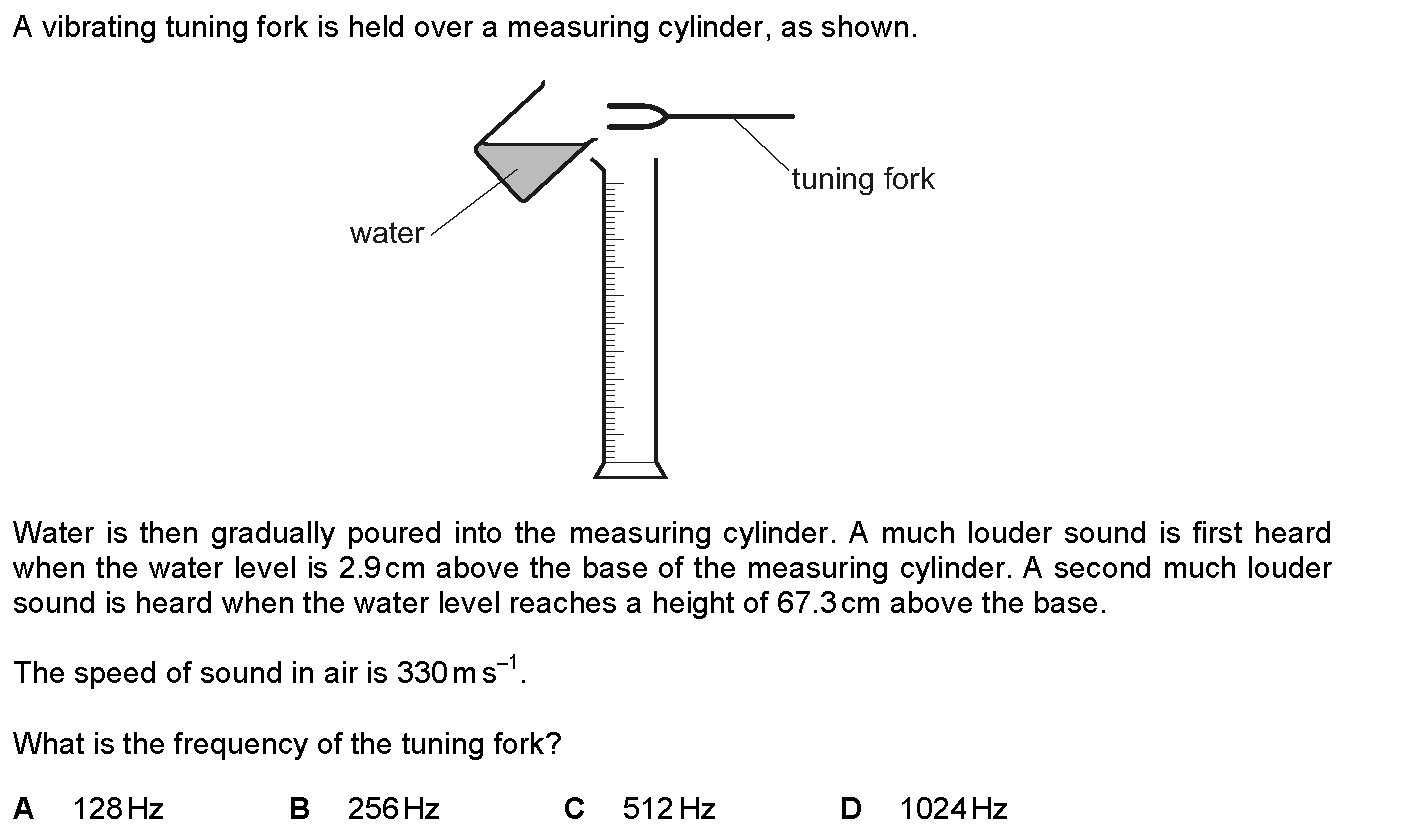 A vibrating tuning fork is held over a measuring cylinder, as shown.
tuning fork
water
Water is then gradually poured into the measuring cylinder. A much louder sound is first heard
when the water level is 2.9 cm above the base of the measuring cylinder. A second much louder
sound is heard when the water level reaches a height of 67.3 cm above the base.
The speed of sound in air is 330 m s⁻¹.
What is the frequency of the tuning fork?
A 128 Hz B 256 Hz C 512 Hz D 1024 Hz